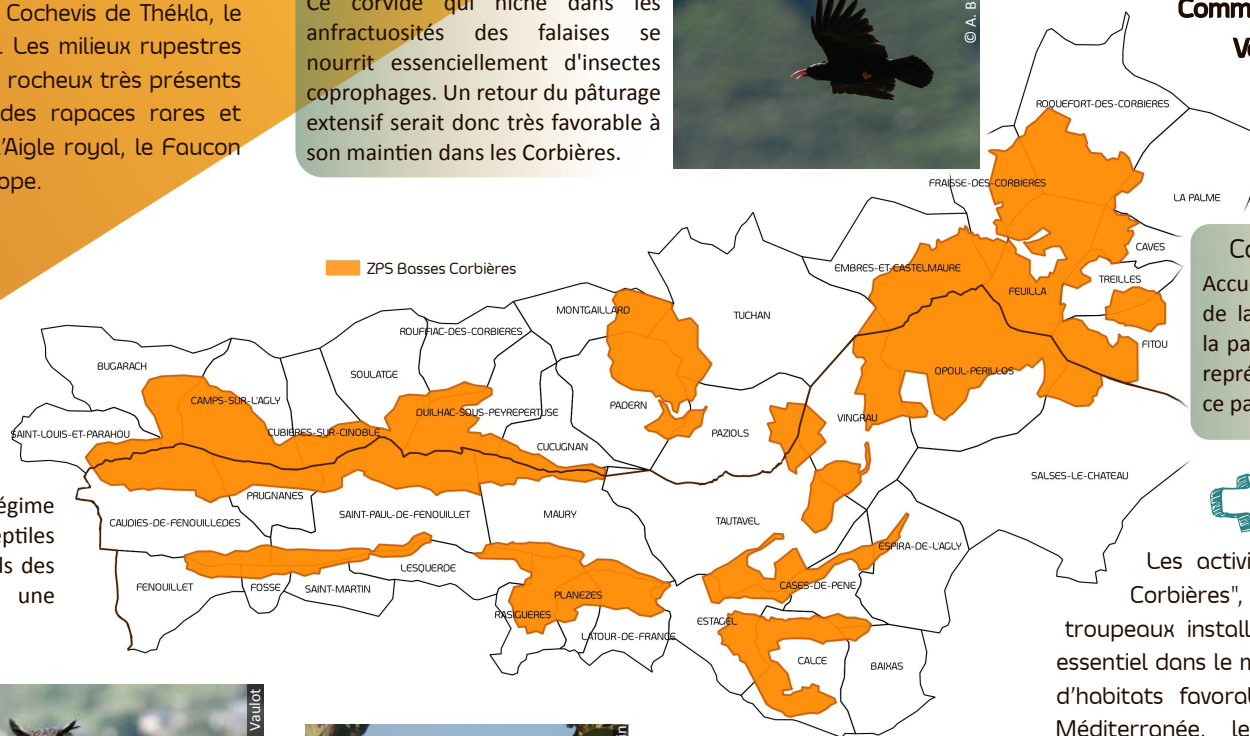 Cochevis de Thékla, le
. Les milieux rupestres
rocheux très présents
des rapaces rares et
l'Aigle royal, le Faucon
ope.
Ce corvidé qui niche dans les
anfractuosités des falaises se
nourrit essenciellement d'insectes
coprophages. Un retour du pâturage
extensif serait donc très favorable à
son maintien dans les Corbières.
© A. B
Comm
ZPS Basses Corbières
ROQUEFORT-DES-CORBIERES
FRAISSE-DES-CORBIERES
LA PALME
CAVES
EMBRES-ET-CASTELMAURE
TREILLES
FEUILLA
FITOU
MONTGAILLARD
TUCHAN
ROUFFIAC-DES-CORBIERES
BUGARACH
SOULATGE
OPOUL-PERILLOS
CAMPS-SUR-L'AGLY
PADERN
DUILHAC-SOUS-PEYREPERTUSE
VINGRAU
SAINT-LOUIS-ET-PARAHOU
CUBIERES-SUR-CINOBLE
PAZIOLS
CUCUGNAN
SALSES-LE-CHATEAU
PRUGNANES
CAUDIES-DE-FENOUILLEDES
SAINT-PAUL-DE-FENOUILLET
MAURY
TAUTAVEL
ESPIRA-DE-L'AGLY
LESQUERDE
FENOUILLET
FOSSE
SAINT-MARTIN
CASES-DE-PENE
PLANEZES
RASIGUERES
ESTAGEL
LATOUR-DE-FRANCE
CALCE
BAIXAS
Accu
de la
la pa
repré
ce pa
égime
eptiles
ls des
une
Les activi
Corbières",
troupeaux install
essentiel dans le m
d'habitats favoral
Méditerranée, le
Vaulot